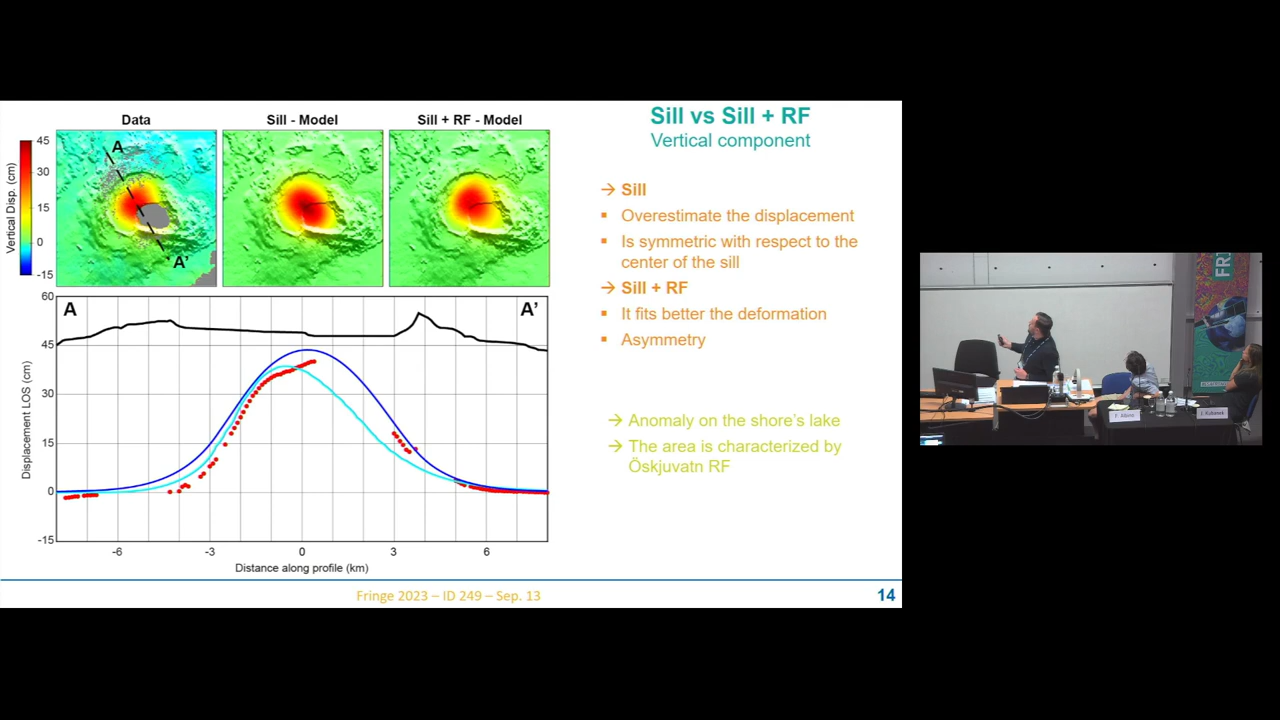 Data
Sill - Model
Sill + RF - Model
Sill vs Sill + RF
Vertical component
Vertical Disp. (cm)
45
30
15
0
-15
A
A'
→ Sill
▪ Overestimate the displacement
▪ Is symmetric with respect to the
center of the sill
→ Sill + RF
▪ It fits better the deformation
▪ Asymmetry
→ Anomaly on the shore's lake
→ The area is characterized by
Öskjuvatn RF
A
A'
Displacement LOS (cm)
60
45
30
15
0
-15
-6
-3
0
3
6
Distance along profile (km)
Fringe 2023 – ID 249 – Sep. 13
14
FRI
F. Albino
J. Kubanek